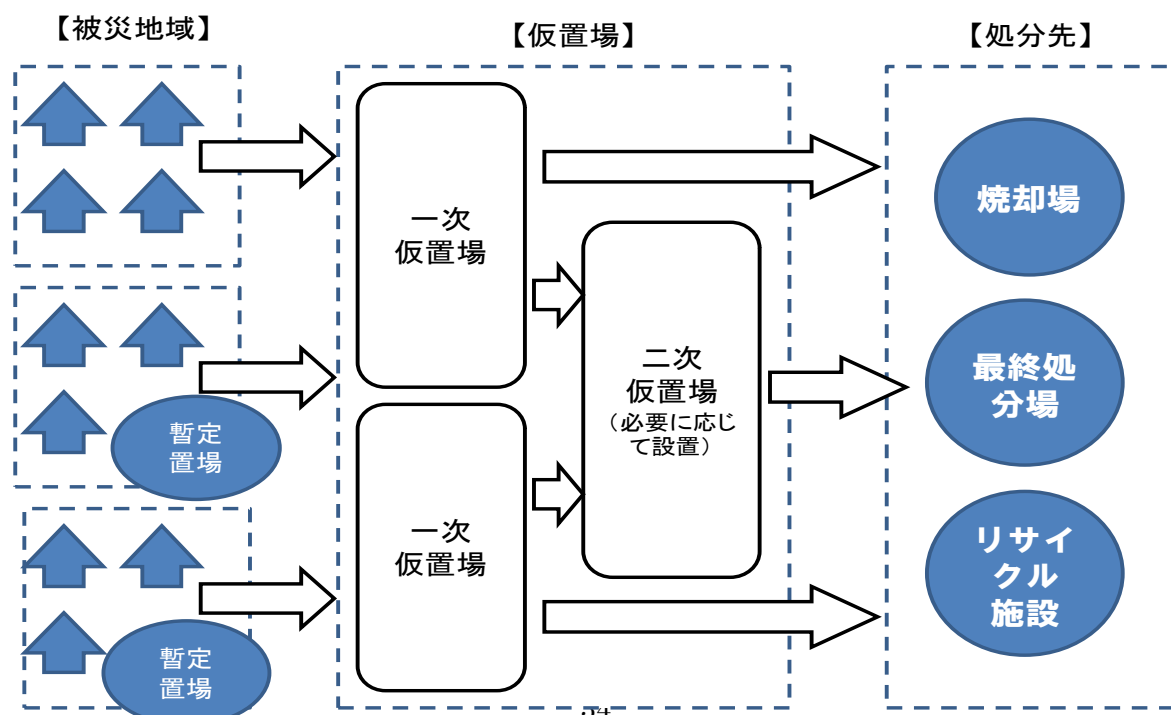 【被災地域】
【仮置場】
【処分先】
一次
仮置場
一次
仮置場
二次
仮置場
（必要に応じ
て設置）
暫定
置場
暫定
置場
焼却場
最終処
分場
リサイ
クル
施設